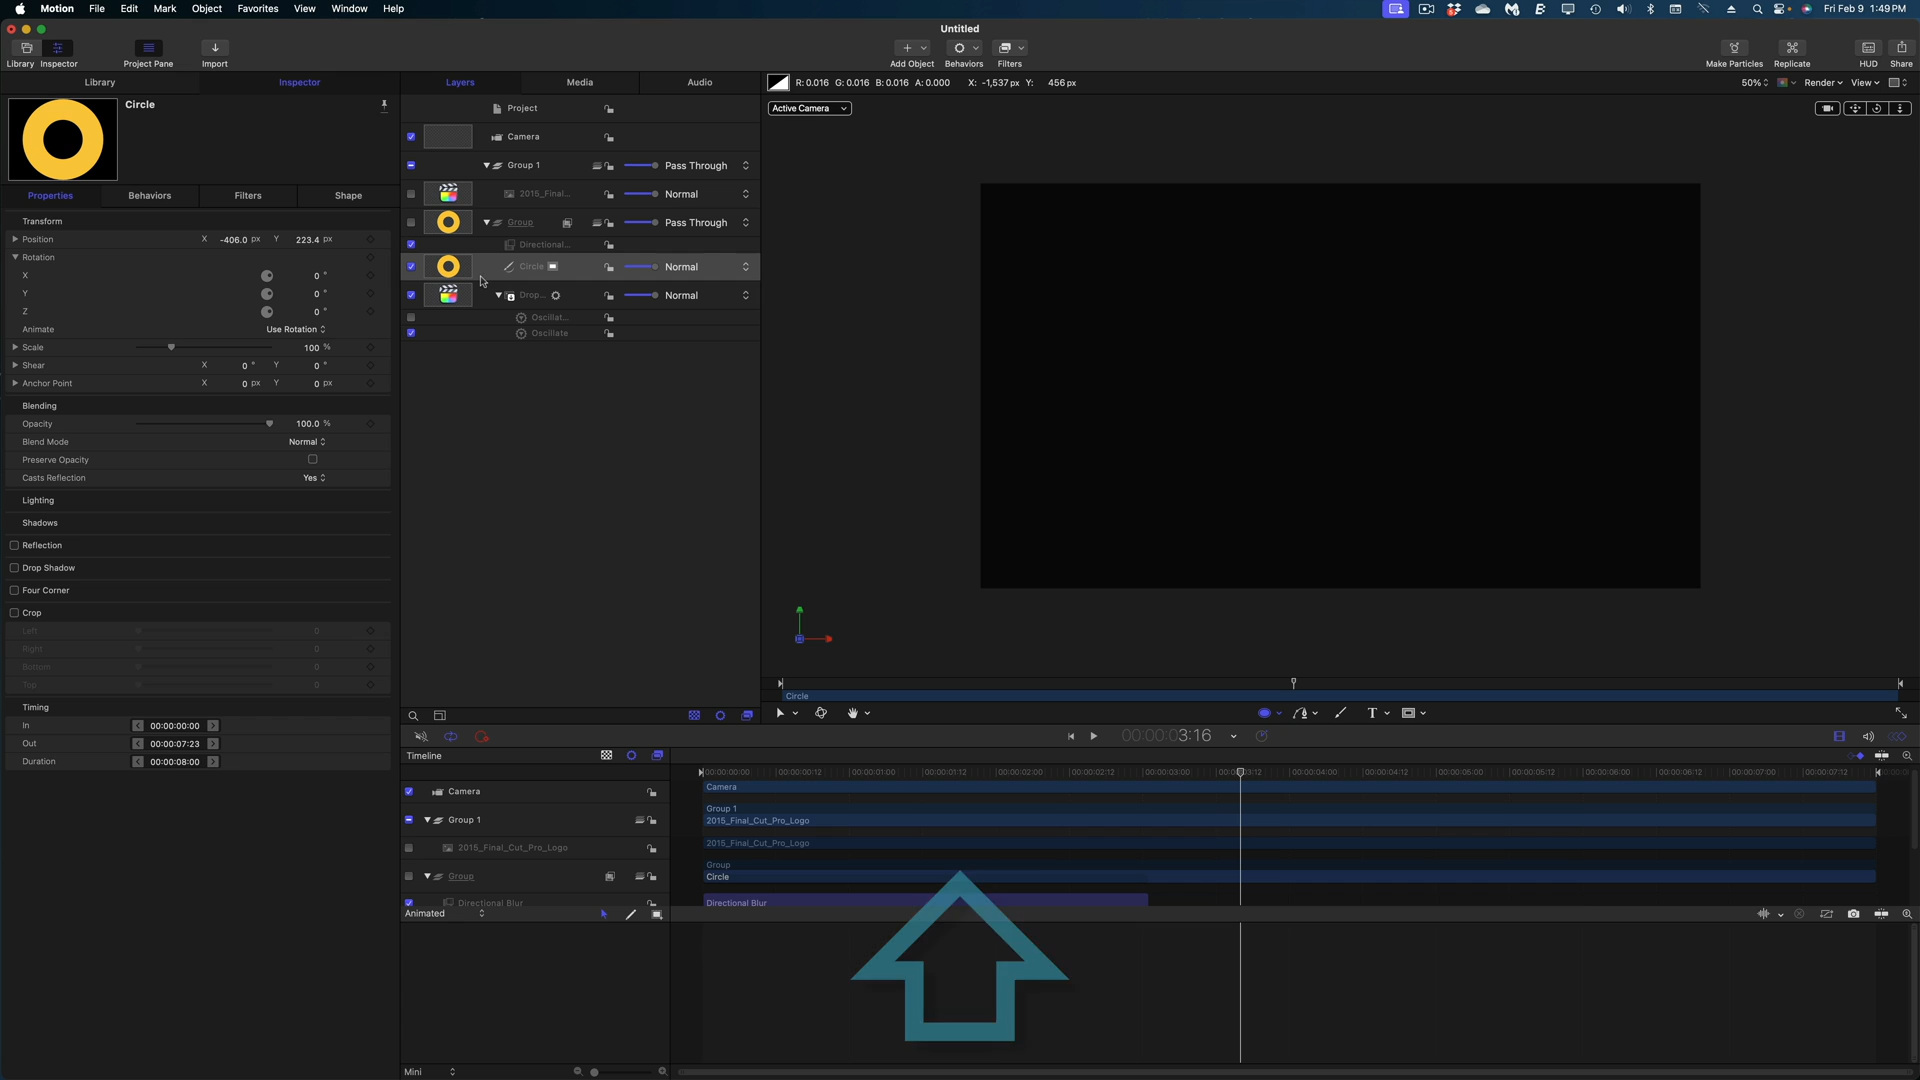 Motion File Edit Mark Object Favorites View Window Help Fri Feb 9 1:49 PM
Untitled
Library Inspector Project Pane Import Add Object Behaviors Filters Make Particles Replicate HUD Share
Library Inspector Layers Media Audio
R: 0.016 G: 0.016 B: 0.016 A: 0.000 X: -1,537 px Y: 456 px 50% Render View
Circle
Active Camera
Project
Camera
Group 1 Pass Through
2015_Final... Normal
Group Pass Through
Directional...
Circle Normal
Drop... Normal
Oscillat...
Oscillate
Properties Behaviors Filters Shape
Transform
Position X -406.0 px Y 223.4 px
Rotation
X 0 °
Y 0 °
Z 0 °
Animate Use Rotation
Scale 100 %
Shear X 0 ° Y 0 °
Anchor Point X 0 px Y 0 px
Blending
Opacity 100.0 %
Blend Mode Normal
Preserve Opacity
Casts Reflection Yes
Lighting
Shadows
Reflection
Drop Shadow
Four Corner
Crop
Left 0
Right 0
Bottom 0
Top 0
Timing
In 00:00:00:00
Out 00:00:07:23
Duration 00:00:08:00
Circle
T
00:00:03:16
Timeline
00:00:00:00 00:00:00:12 00:00:01:00 00:00:01:12 00:00:02:00 00:00:02:12 00:00:03:00 00:00:03:12 00:00:04:00 00:00:04:12 00:00:05:00 00:00:05:12 00:00:06:00 00:00:06:12 00:00:07:00 00:00:07:12
Camera
Group 1
2015_Final_Cut_Pro_Logo
Group
Directional Blur
Camera
Group 1
2015_Final_Cut_Pro_Logo
2015_Final_Cut_Pro_Logo
Group
Circle
Directional Blur
Animated
Mini